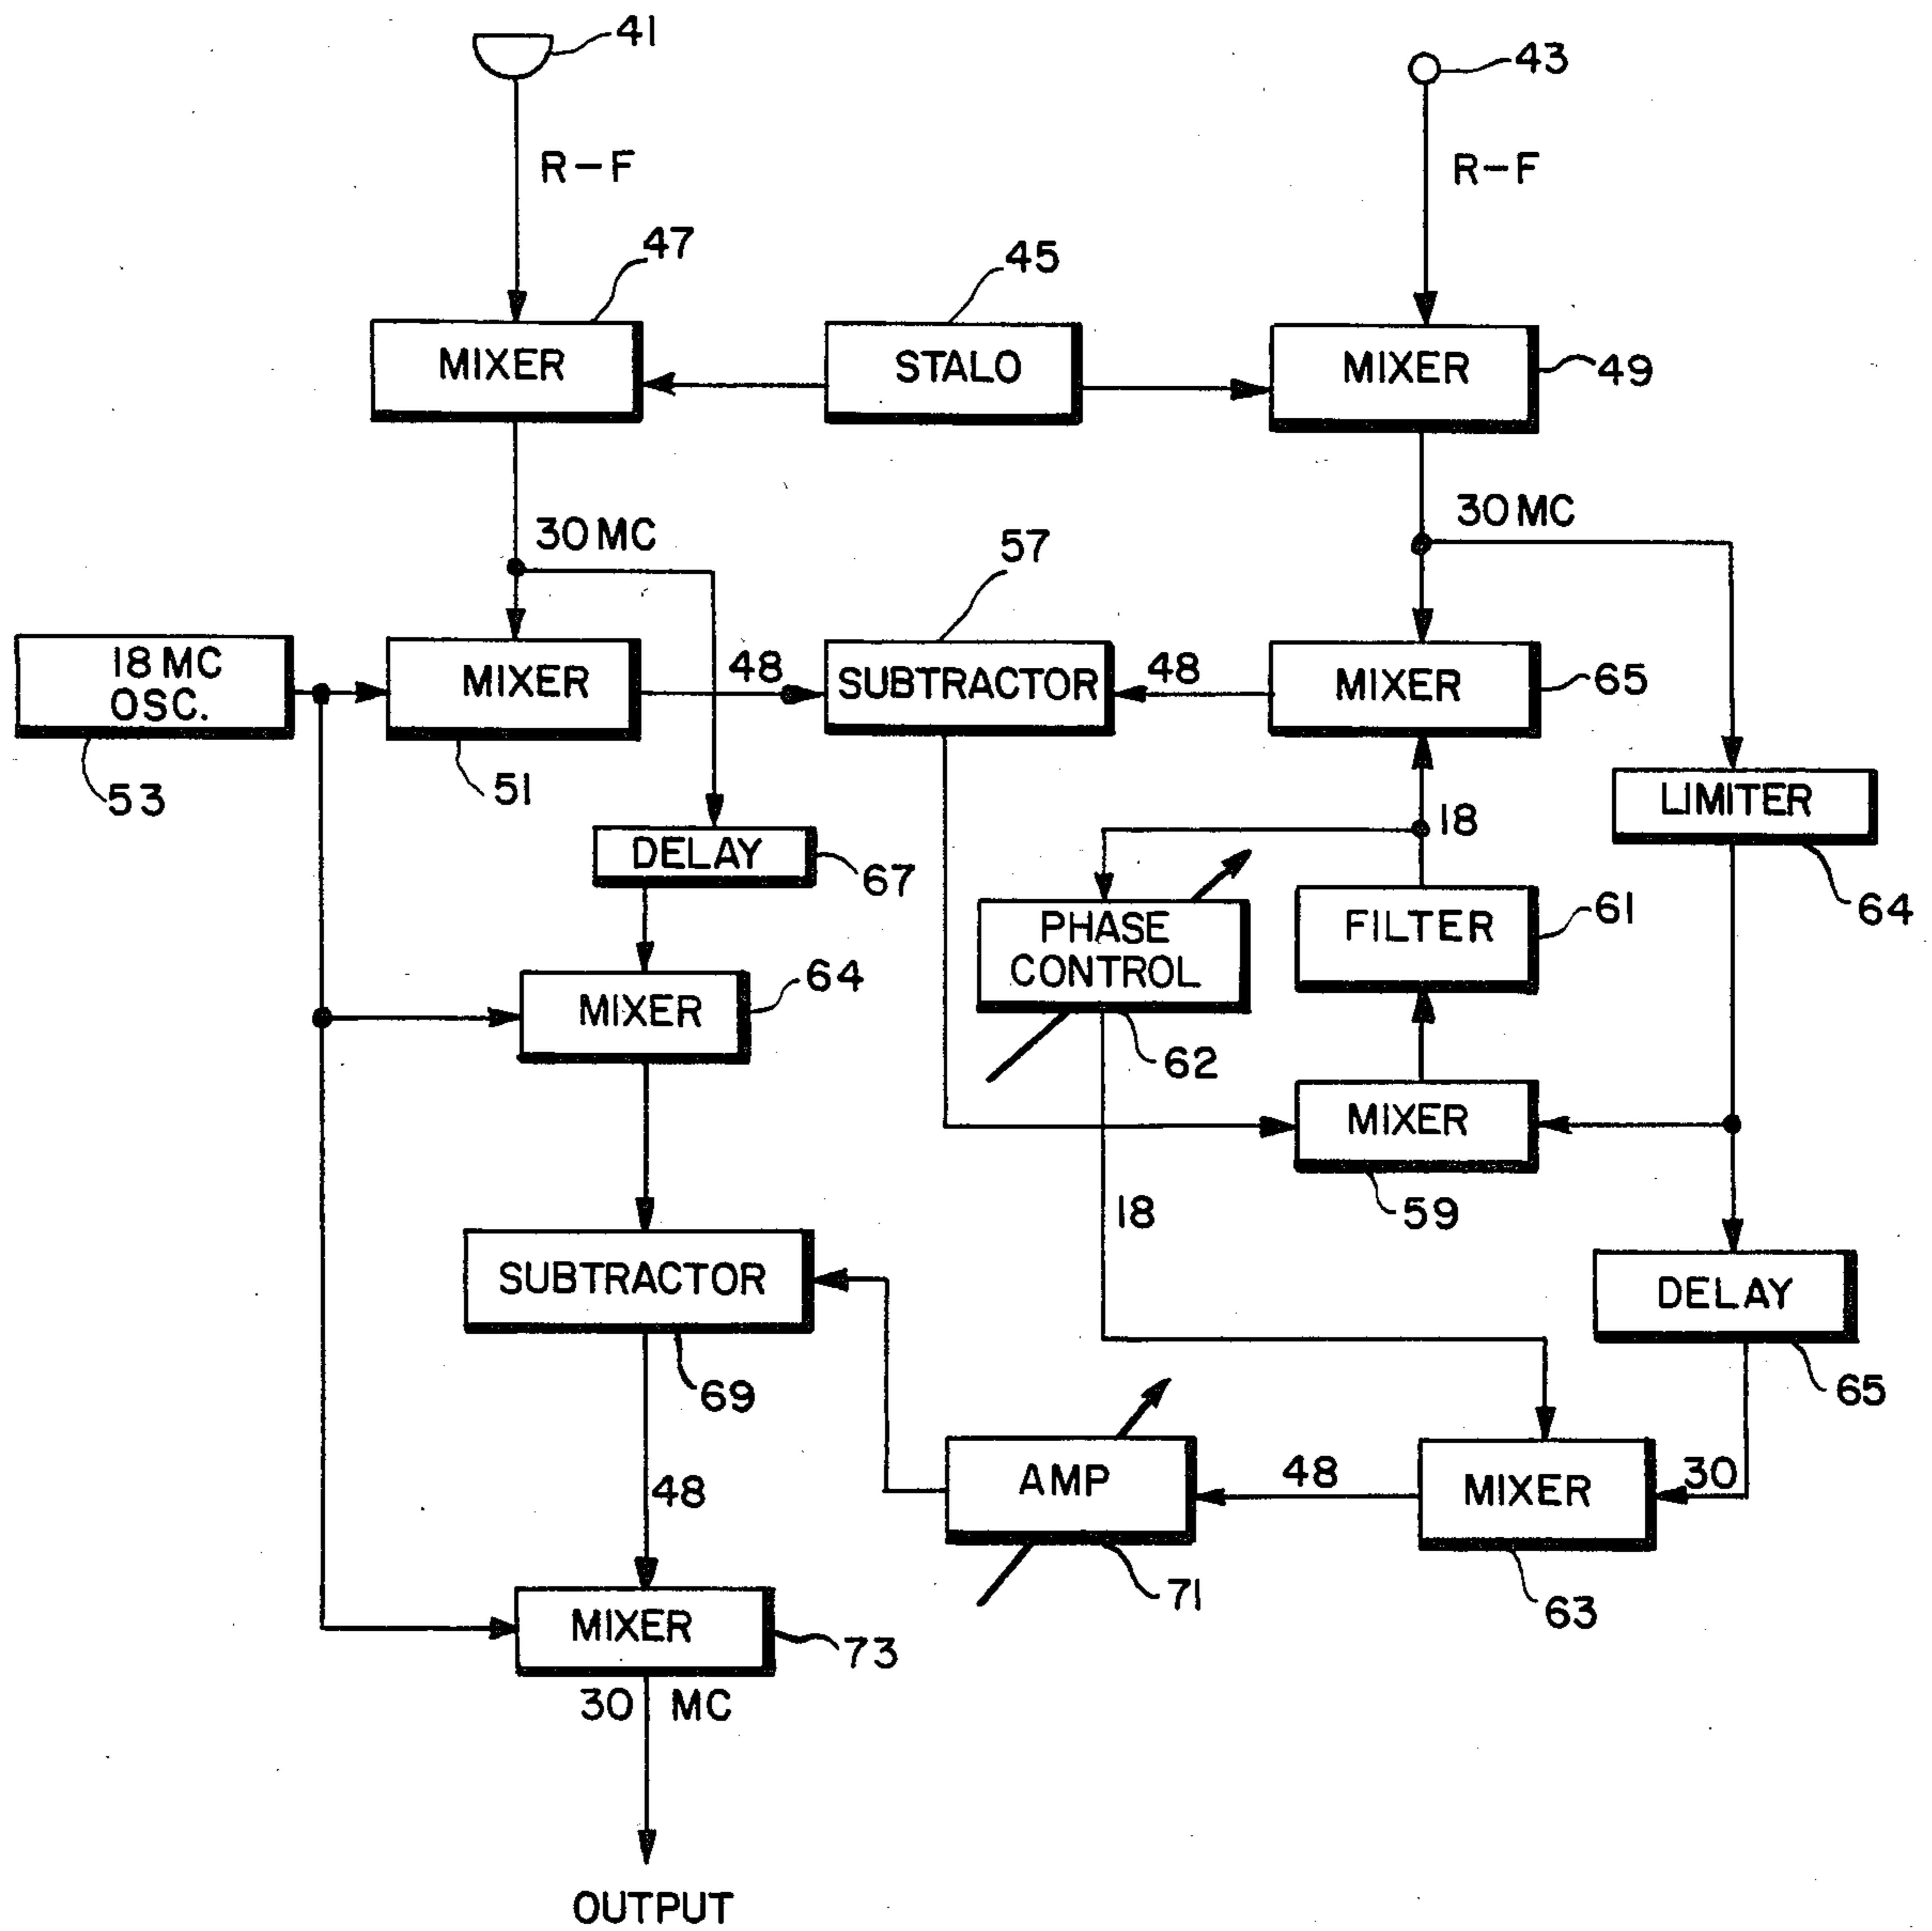 41
43
R-F
R-F
47
45
MIXER
STALO
MIXER
49
30 MC
30 MC
57
18 MC
OSC.
MIXER
48
SUBTRACTOR
48
MIXER
65
53
51
18
LIMITER
DELAY
67
64
PHASE
CONTROL
FILTER
61
MIXER
64
62
MIXER
59
18
SUBTRACTOR
DELAY
69
65
AMP
48
MIXER
30
48
71
63
MIXER
73
30 MC
OUTPUT